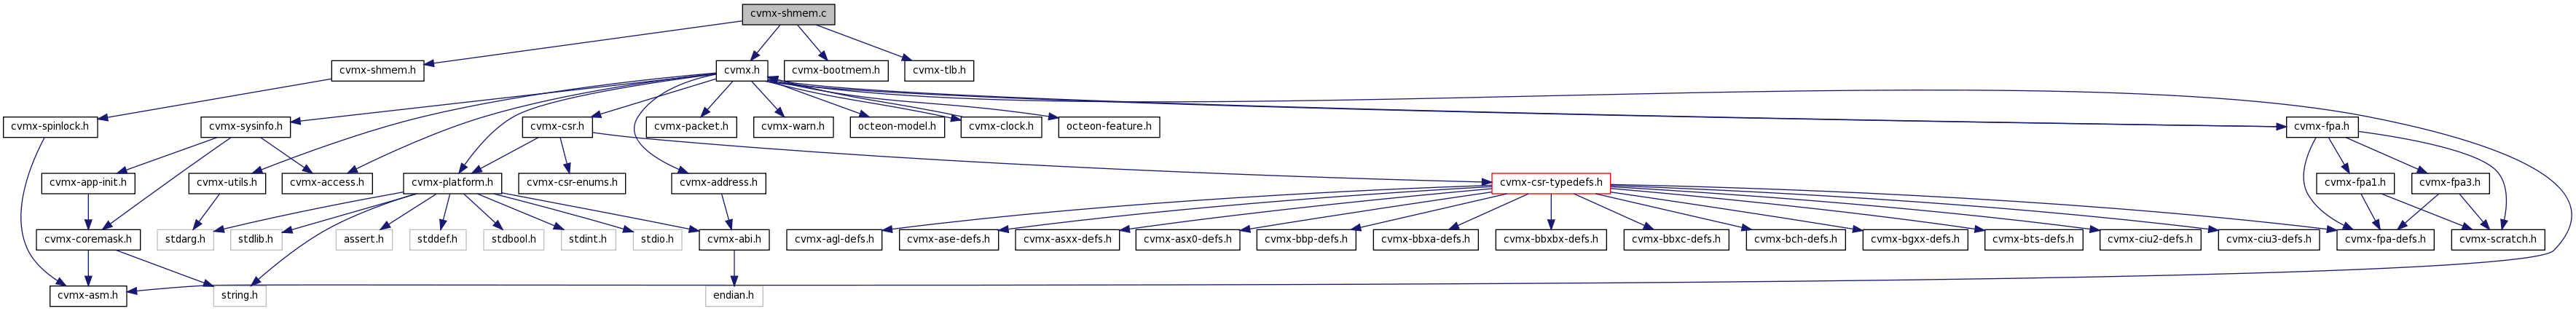 cvmx-shmem.c
cvmx-shmem.h
cvmx.h
cvmx-bootmem.h
cvmx-tlb.h
cvmx-spinlock.h
cvmx-sysinfo.h
cvmx-csr.h
cvmx-packet.h
cvmx-warn.h
octeon-model.h
cvmx-clock.h
octeon-feature.h
cvmx-fpa.h
cvmx-app-init.h
cvmx-utils.h
cvmx-access.h
cvmx-platform.h
cvmx-csr-enums.h
cvmx-address.h
cvmx-csr-typedefs.h
cvmx-fpa1.h
cvmx-fpa3.h
cvmx-coremask.h
stdarg.h
stdlib.h
assert.h
stddef.h
stdbool.h
stdint.h
stdio.h
cvmx-abi.h
cvmx-agl-defs.h
cvmx-ase-defs.h
cvmx-asxx-defs.h
cvmx-asx0-defs.h
cvmx-bbp-defs.h
cvmx-bbxa-defs.h
cvmx-bbxbx-defs.h
cvmx-bbxc-defs.h
cvmx-bch-defs.h
cvmx-bgxx-defs.h
cvmx-bts-defs.h
cvmx-ciu2-defs.h
cvmx-ciu3-defs.h
cvmx-fpa-defs.h
cvmx-scratch.h
cvmx-asm.h
string.h
endian.h